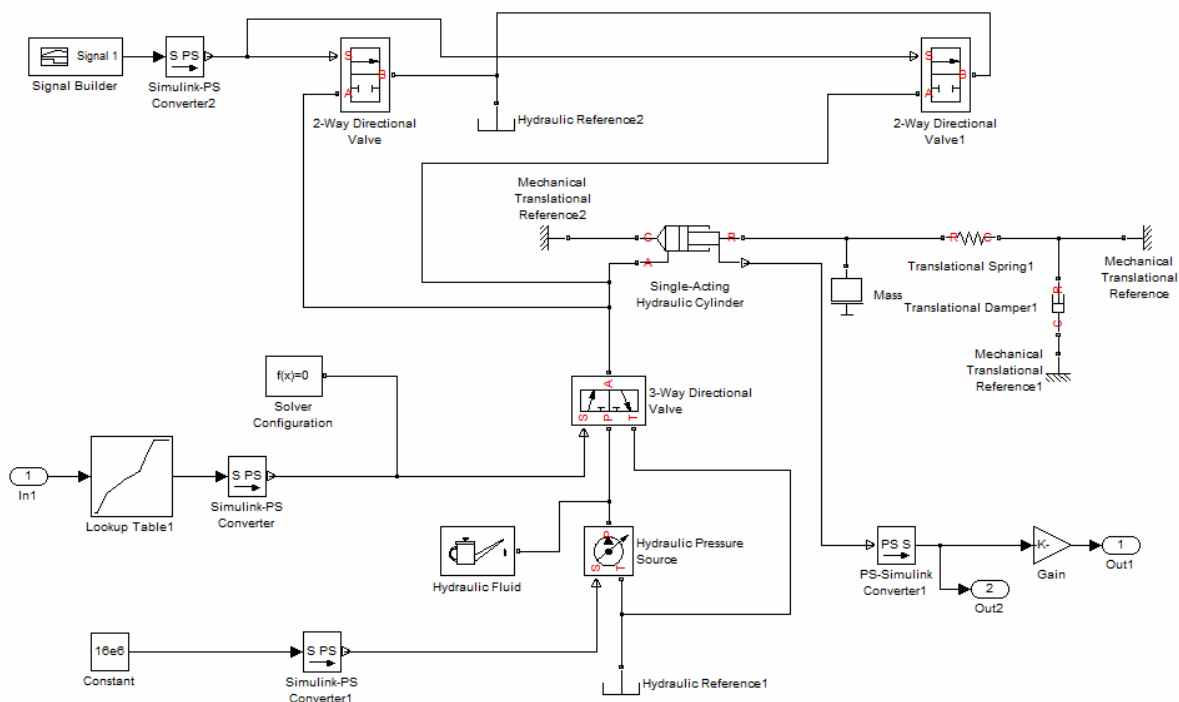 Signal 1
Signal Builder
S PS
Simulink-PS
Converter2
S
B
A
2-Way Directional
Valve
Hydraulic Reference2
S
B
A
2-Way Directional
Valve1
Mechanical
Translational
Reference2
C
R
A
Single-Acting
Hydraulic Cylinder
Mass
R
C
Translational Spring1
Mechanical
Translational
Reference
R
C
Translational Damper1
Mechanical
Translational
Reference1
f(x)=0
Solver
Configuration
A
S
P
T
3-Way Directional
Valve
1
In1
Lookup Table1
S PS
Simulink-PS
Converter
Hydraulic Fluid
P
S
T
Hydraulic Pressure
Source
PS S
PS-Simulink
Converter1
K-
Gain
1
Out1
2
Out2
16e6
Constant
S PS
Simulink-PS
Converter1
Hydraulic Reference1